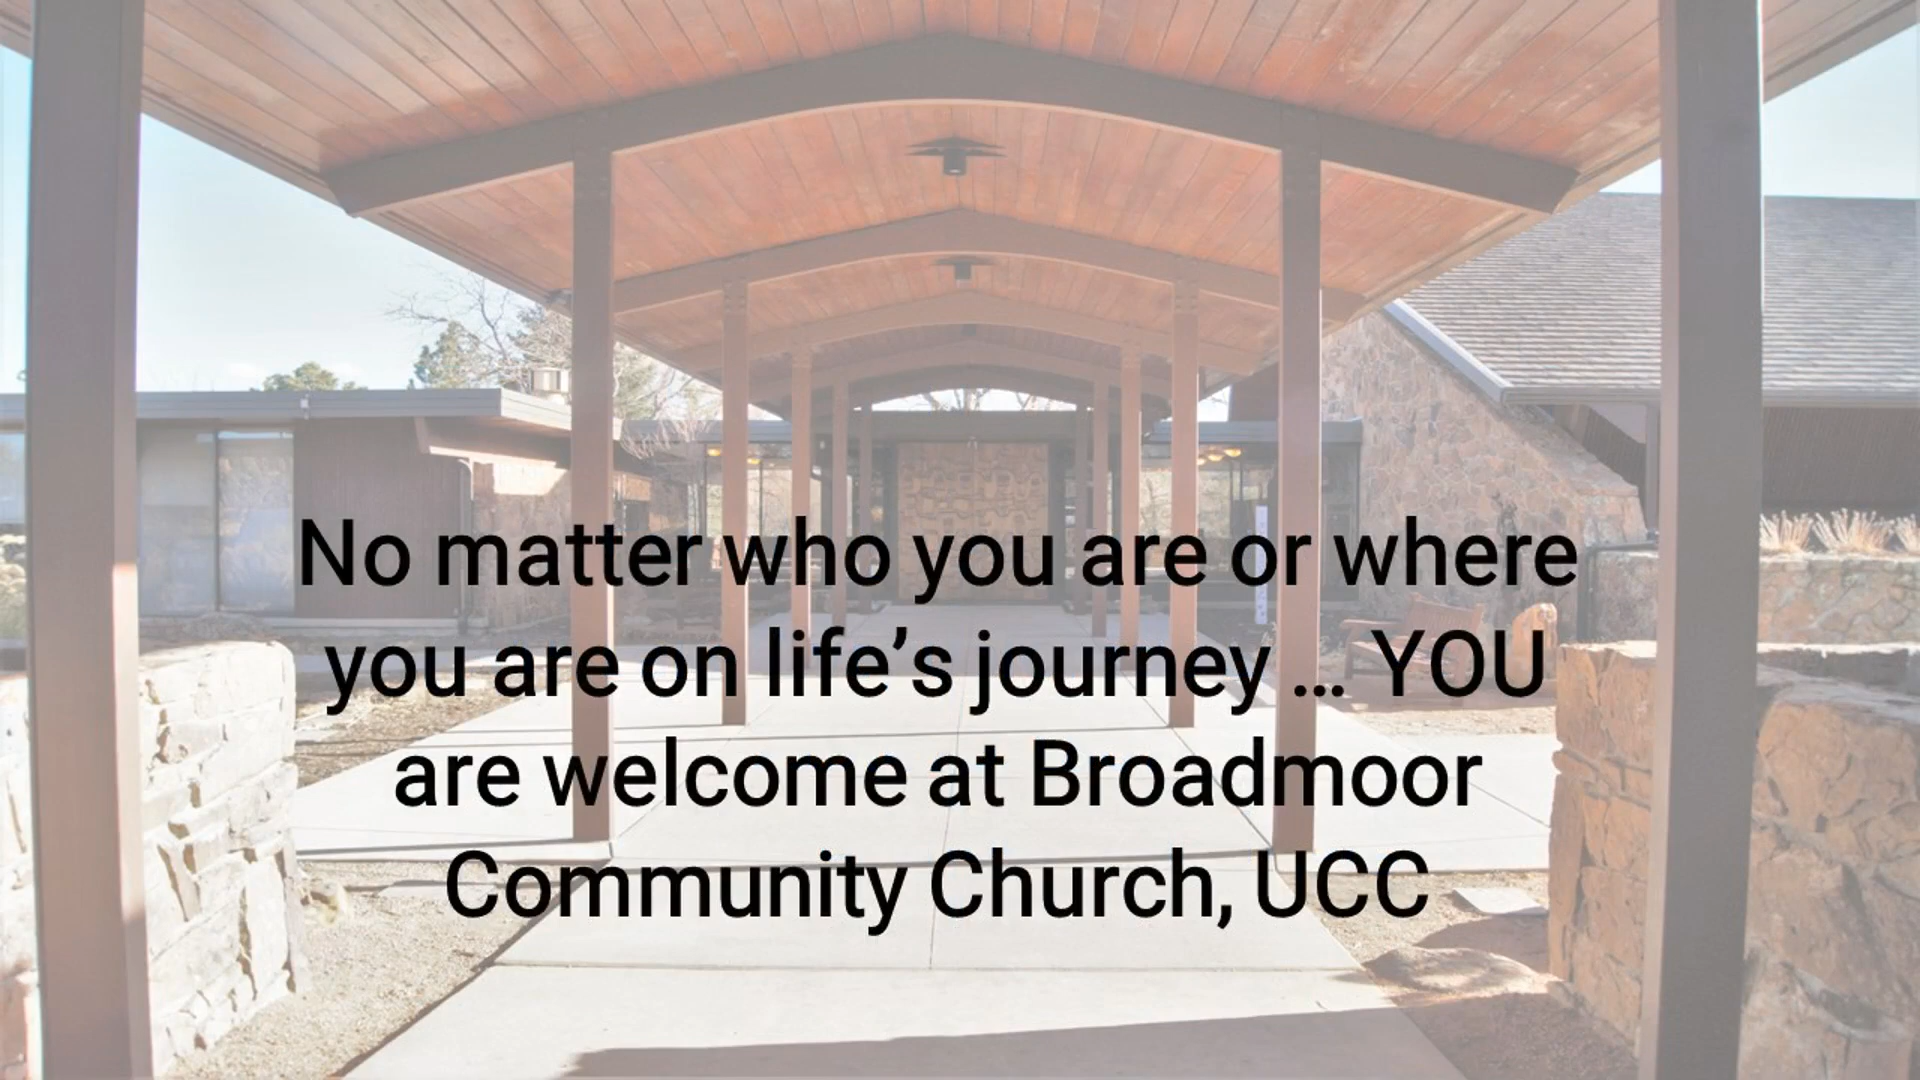 No matter who you are or where
you are on life’s journey ... YOU
are welcome at Broadmoor
Community Church, UCC